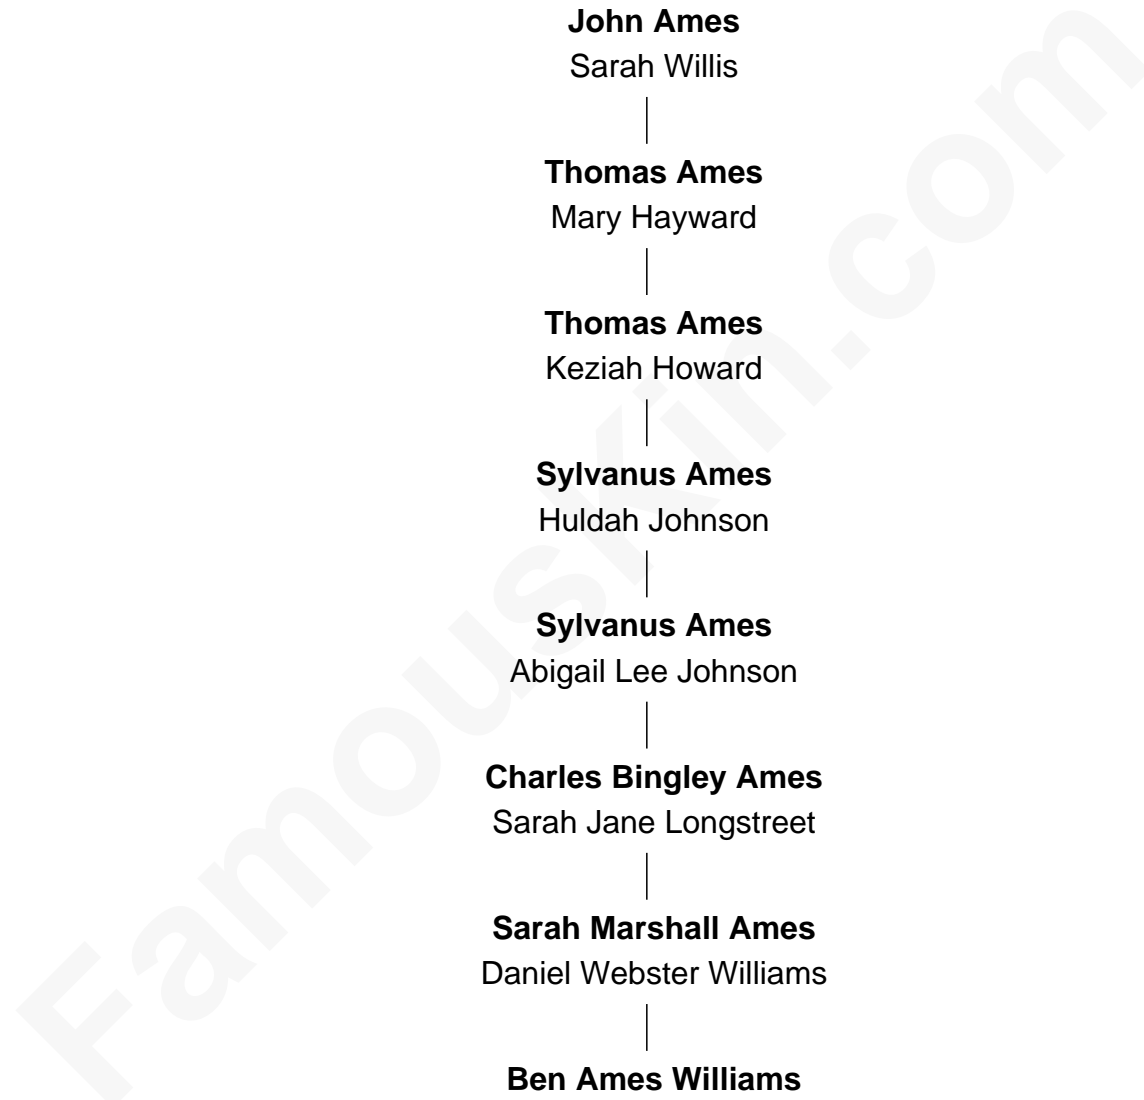 John Ames
Sarah Willis
Thomas Ames
Mary Hayward
Thomas Ames
Keziah Howard
Sylvanus Ames
Huldah Johnson
Sylvanus Ames
Abigail Lee Johnson
Charles Bingley Ames
Sarah Jane Longstreet
Sarah Marshall Ames
Daniel Webster Williams
Ben Ames Williams
FamousKin.com